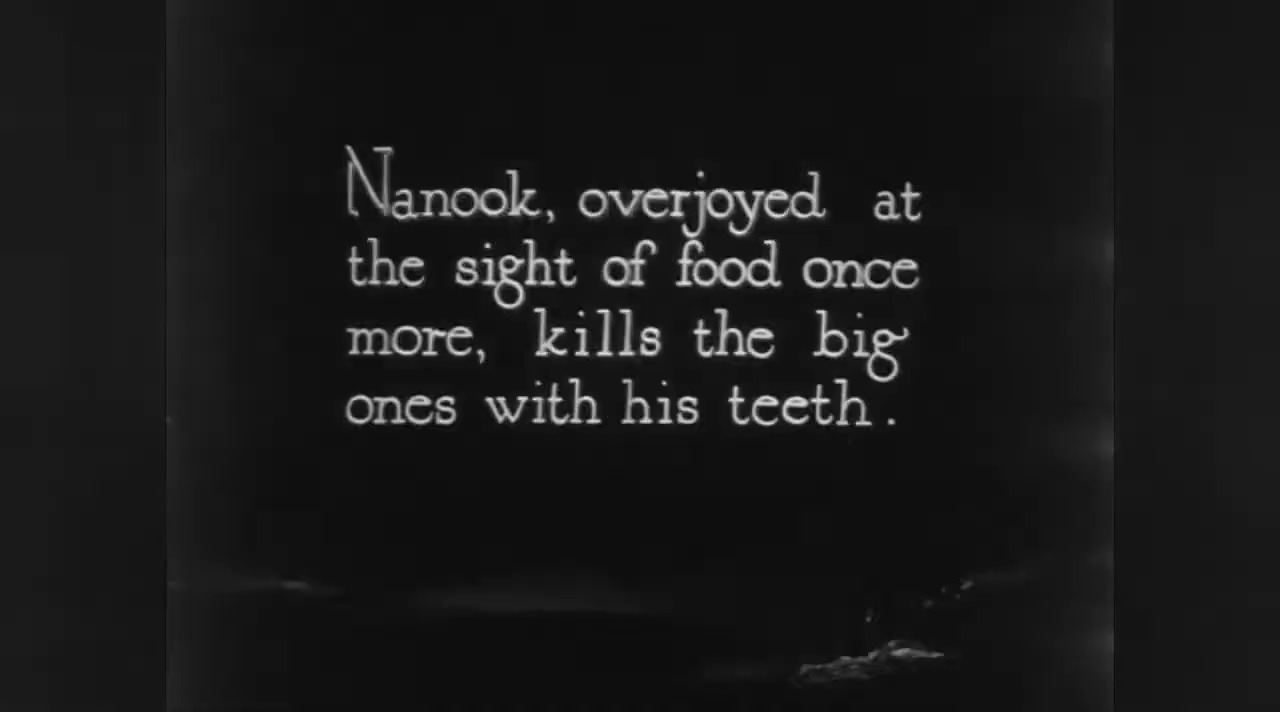 Nanook, overjoyed at
the sight of food once
more, kills the big
ones with his teeth.